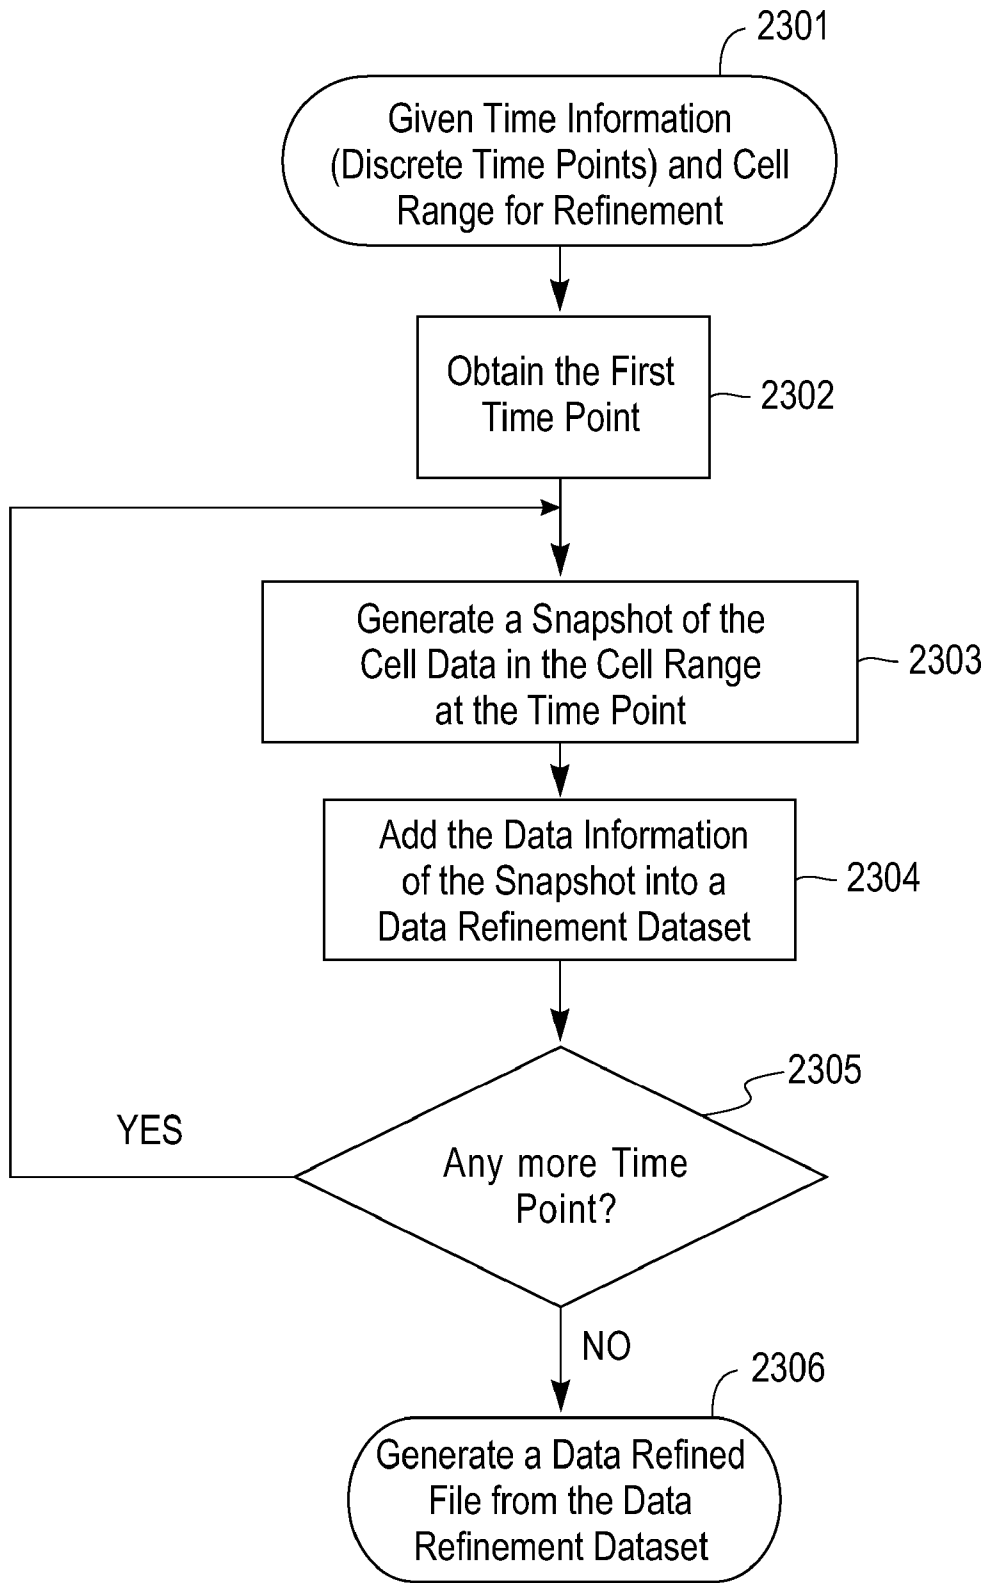 2301
Given Time Information
(Discrete Time Points) and Cell
Range for Refinement
Obtain the First
Time Point
2302
Generate a Snapshot of the
Cell Data in the Cell Range
at the Time Point
2303
Add the Data Information
of the Snapshot into a
Data Refinement Dataset
2304
2305
YES
Any more Time
Point?
NO
2306
Generate a Data Refined
File from the Data
Refinement Dataset